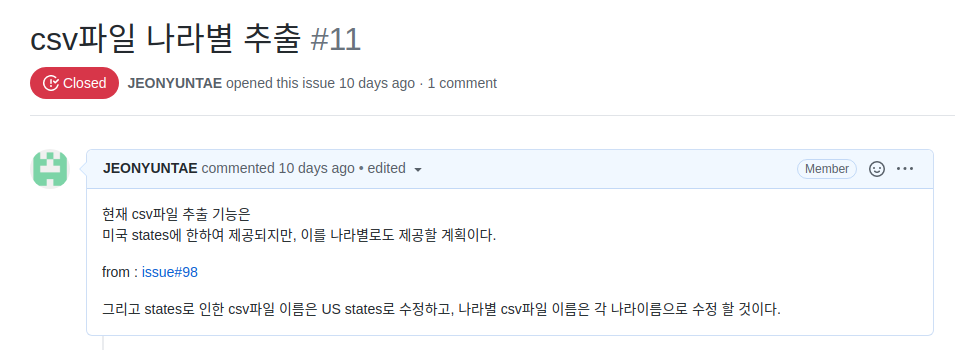 csv파일 나라별 추출 #11
Closed JEONYUNTAE opened this issue 10 days ago · 1 comment
JEONYUNTAE commented 10 days ago • edited Member
현재 csv파일 추출 기능은
미국 states에 한하여 제공되지만, 이를 나라별로도 제공할 계획이다.
from : issue#98
그리고 states로 인한 csv파일 이름은 US states로 수정하고, 나라별 csv파일 이름은 각 나라이름으로 수정 할 것이다.